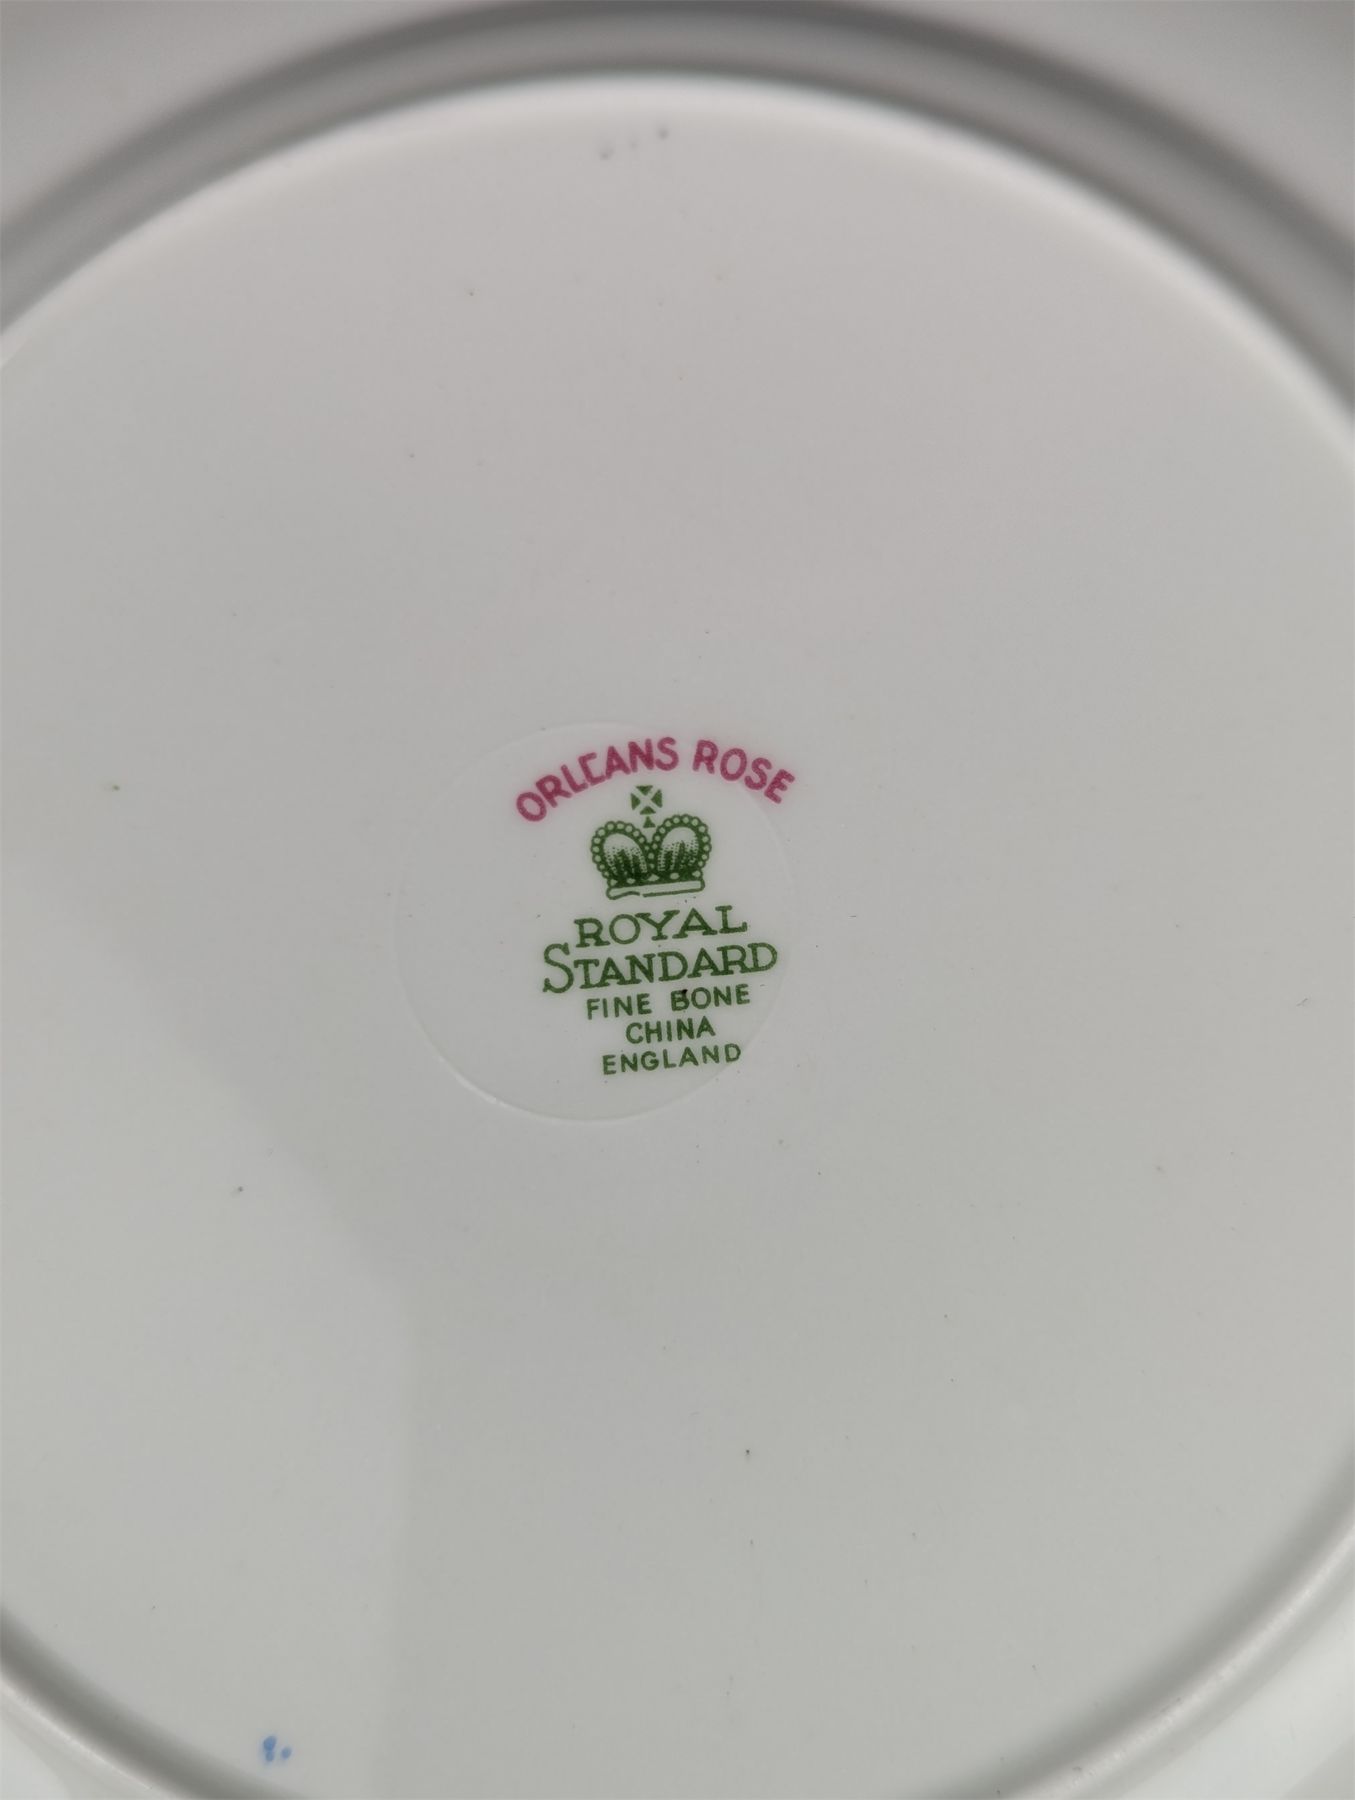 ORLEANS ROSE
ROYAL
STANDARD
FINE BONE
CHINA
ENGLAND